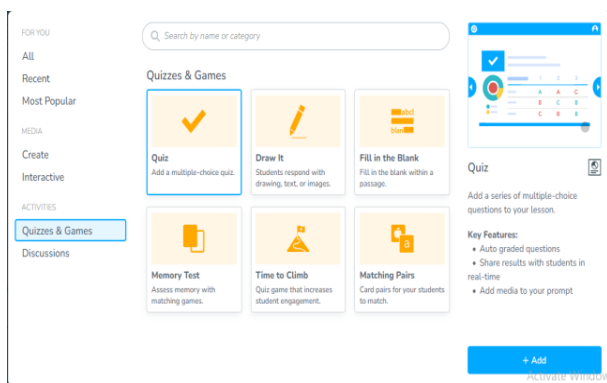 FOR YOU
All
Recent
Most Popular
MEDIA
Create
Interactive
ACTIVITIES
Quizzes & Games
Discussions
Search by name or category
Quizzes & Games
Quiz
Add a multiple-choice quiz.
Draw It
Students respond with
drawing, text, or images.
abcd
blan
Fill in the Blank
Fill in the blank within a
passage.
Memory Test
Assess memory with
matching games.
Time to Climb
Quiz game that increases
student engagement.
a
Matching Pairs
Card pairs for your students
to match.
1 2 3
A A C
B C B
C B
Quiz
Add a series of multiple-choice
questions to your lesson.
Key Features:
• Auto graded questions
• Share results with students in
real-time
• Add media to your prompt
+ Add
Activate Window